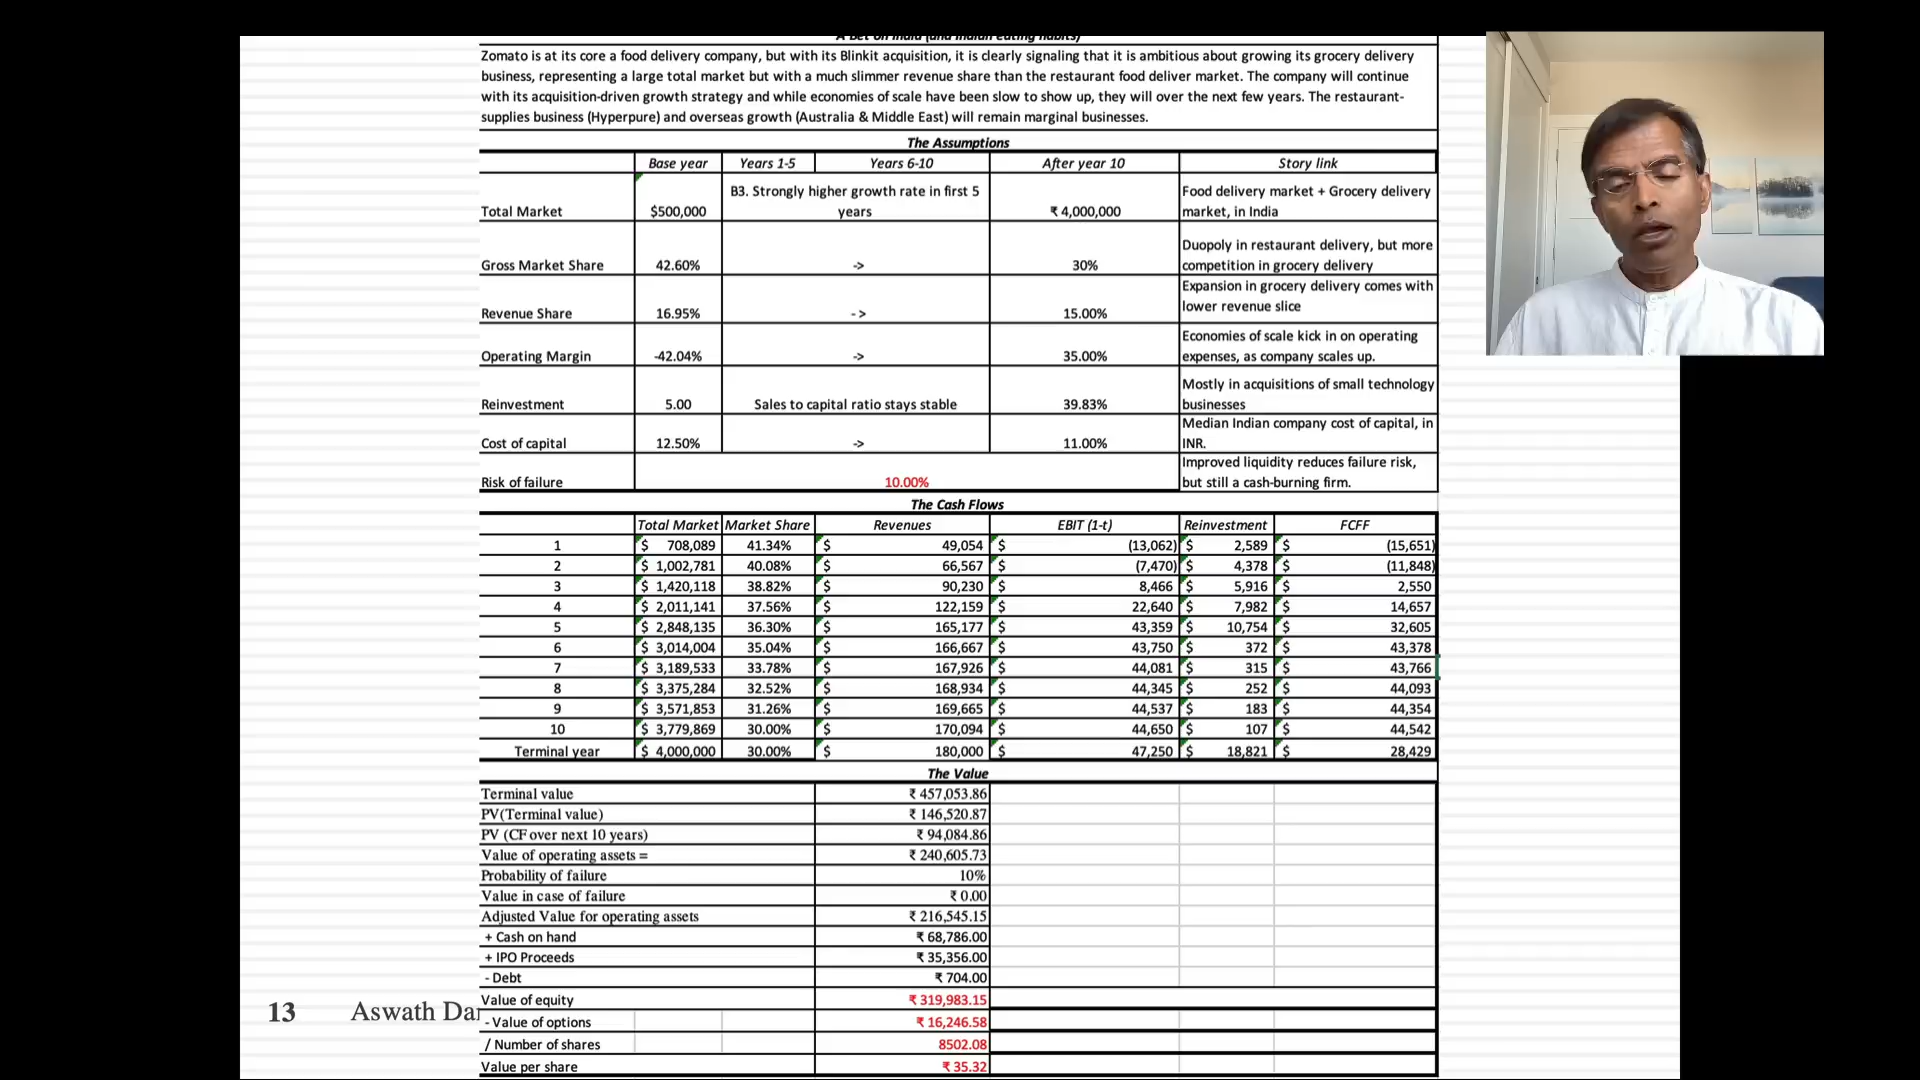 A Bet on India (and Indian eating habits)
Zomato is at its core a food delivery company, but with its Blinkit acquisition, it is clearly signaling that it is ambitious about growing its grocery delivery
business, representing a large total market but with a much slimmer revenue share than the restaurant food deliver market. The company will continue
with its acquisition-driven growth strategy and while economies of scale have been slow to show up, they will over the next few years. The restaurant-
supplies business (Hyperpure) and overseas growth (Australia & Middle East) will remain marginal businesses.
The Assumptions
Base year Years 1-5 Years 6-10 After year 10 Story link
Total Market $500,000 B3. Strongly higher growth rate in first 5 years ₹ 4,000,000 Food delivery market + Grocery delivery market, in India
Gross Market Share 42.60% -> 30% Duopoly in restaurant delivery, but more competition in grocery delivery
Revenue Share 16.95% -> 15.00% Expansion in grocery delivery comes with lower revenue slice
Operating Margin -42.04% -> 35.00% Economies of scale kick in on operating expenses, as company scales up.
Reinvestment 5.00 Sales to capital ratio stays stable 39.83% Mostly in acquisitions of small technology businesses
Cost of capital 12.50% -> 11.00% Median Indian company cost of capital, in INR.
Risk of failure 10.00% Improved liquidity reduces failure risk, but still a cash-burning firm.
The Cash Flows
Total Market Market Share Revenues EBIT (1-t) Reinvestment FCFF
1 $ 708,089 41.34% $ 49,054 $ (13,062) $ 2,589 $ (15,651)
2 $ 1,002,781 40.08% $ 66,567 $ (7,470) $ 4,378 $ (11,848)
3 $ 1,420,118 38.82% $ 90,230 $ 8,466 $ 5,916 $ 2,550
4 $ 2,011,141 37.56% $ 122,159 $ 22,640 $ 7,982 $ 14,657
5 $ 2,848,135 36.30% $ 165,177 $ 43,359 $ 10,754 $ 32,605
6 $ 3,014,004 35.04% $ 166,667 $ 43,750 $ 372 $ 43,378
7 $ 3,189,533 33.78% $ 167,926 $ 44,081 $ 315 $ 43,766
8 $ 3,375,284 32.52% $ 168,934 $ 44,345 $ 252 $ 44,093
9 $ 3,571,853 31.26% $ 169,665 $ 44,537 $ 183 $ 44,354
10 $ 3,779,869 30.00% $ 170,094 $ 44,650 $ 107 $ 44,542
Terminal year $ 4,000,000 30.00% $ 180,000 $ 47,250 $ 18,821 $ 28,429
The Value
Terminal value ₹ 457,053.86
PV(Terminal value) ₹ 146,520.87
PV (CF over next 10 years) ₹ 94,084.86
Value of operating assets = ₹ 240,605.73
Probability of failure 10%
Value in case of failure ₹ 0.00
Adjusted Value for operating assets ₹ 216,545.15
+ Cash on hand ₹ 68,786.00
+ IPO Proceeds ₹ 35,356.00
- Debt ₹ 704.00
Value of equity ₹ 319,983.15
- Value of options ₹ 16,246.58
/ Number of shares 8502.08
Value per share ₹ 35.32
13 Aswath Da